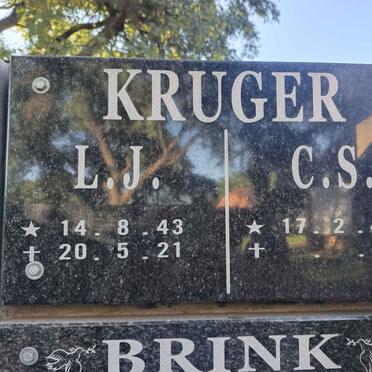 KRUGER
L.J. C.S.
★ 14 . 8 . 43 ★ 17 . 2 .
✝ 20 . 5 . 21 ✝ . .
BRINK